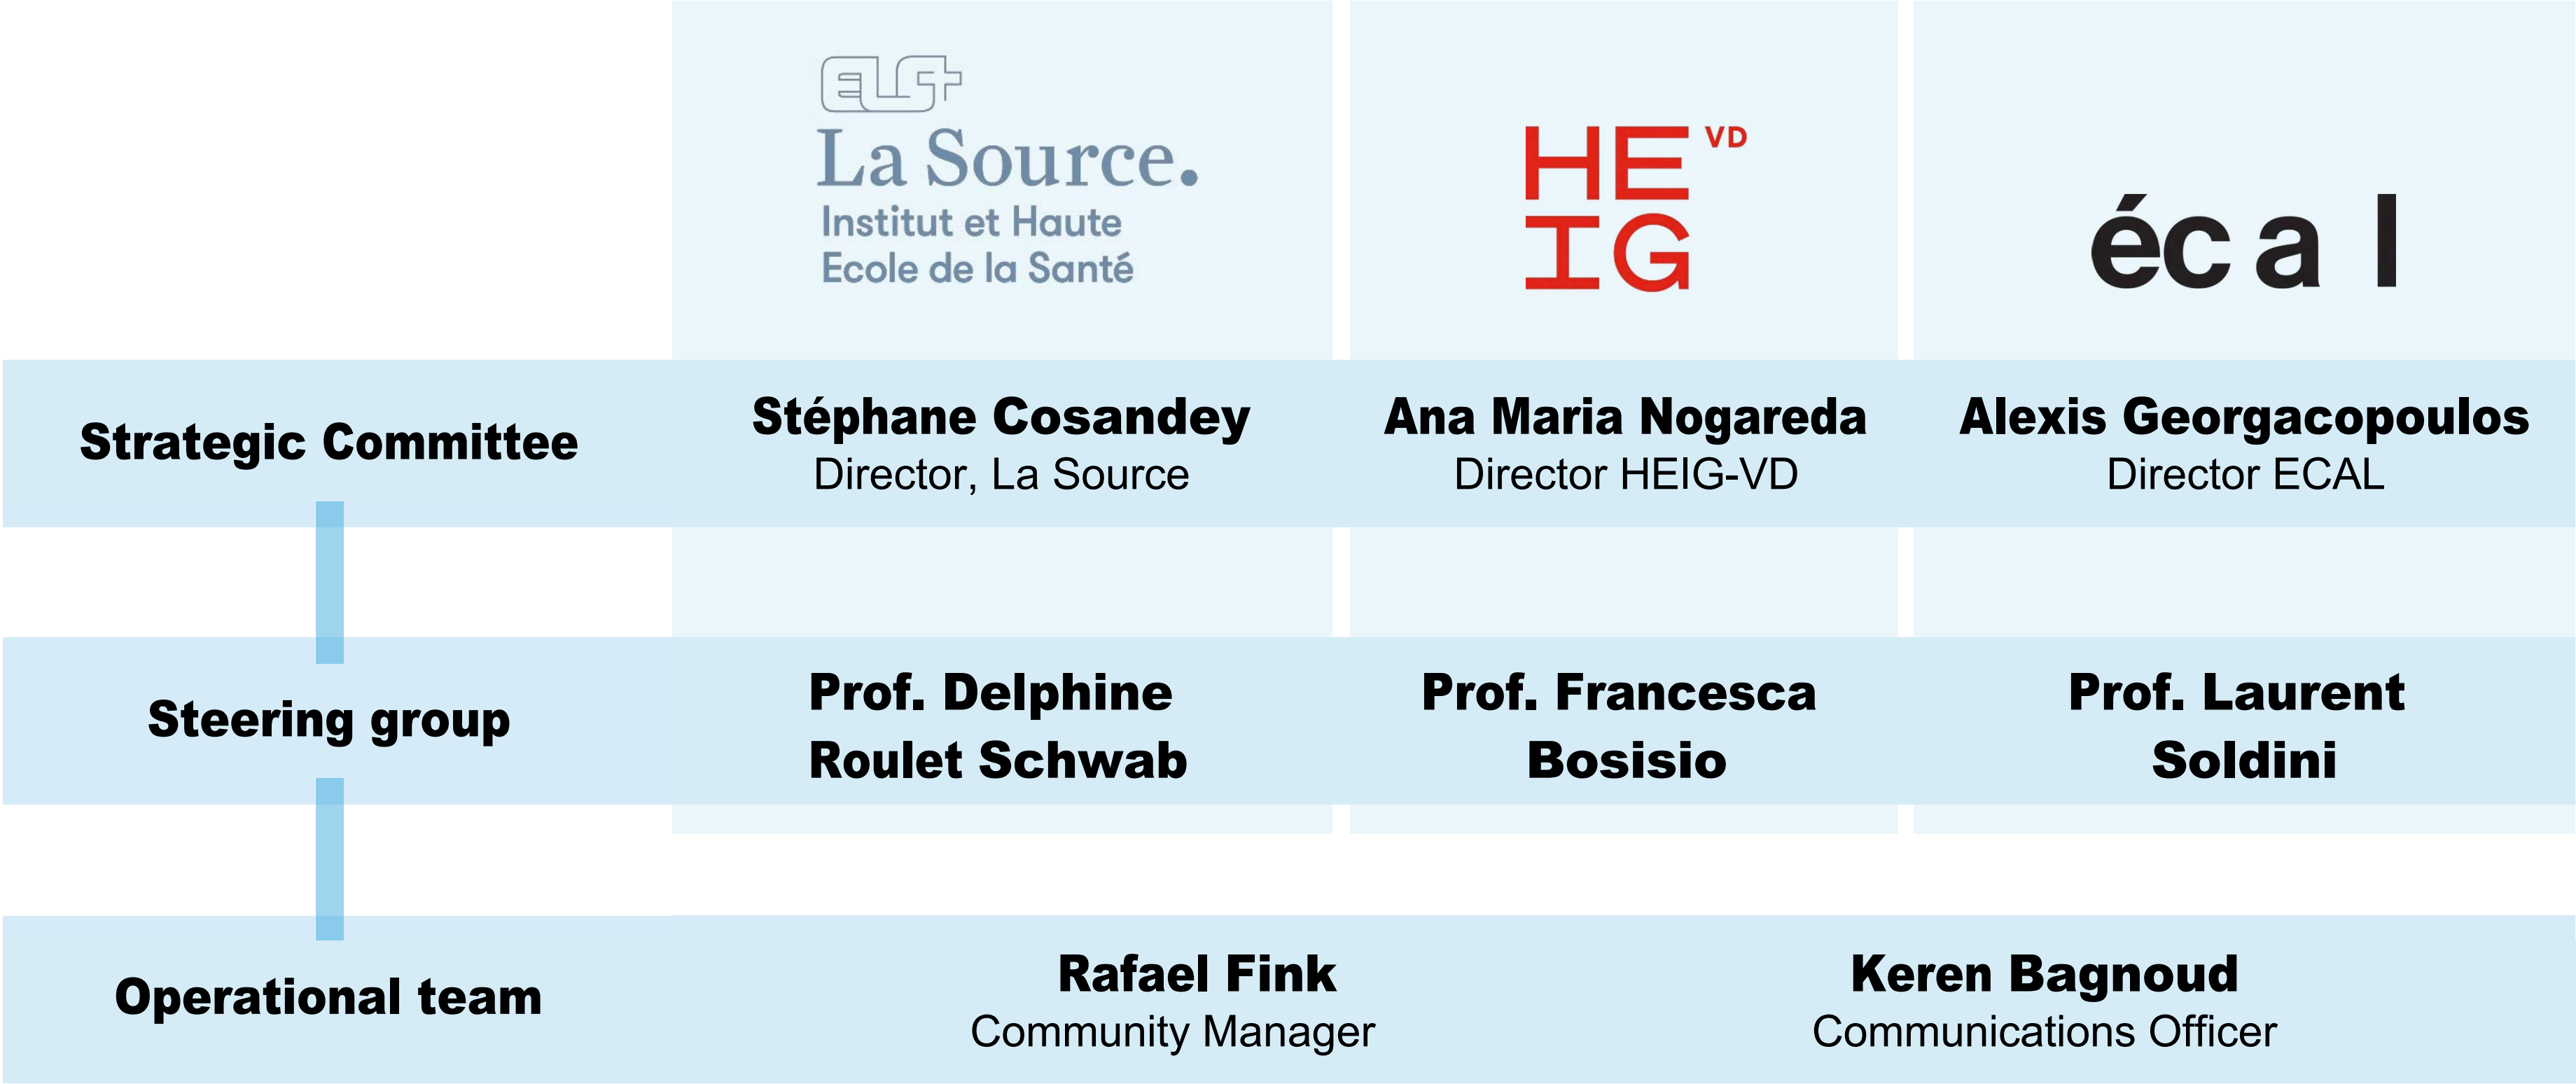 ELS+
La Source.
Institut et Haute
Ecole de la Santé
HE VD
IG
écal
Strategic Committee
Stéphane Cosandey
Director, La Source
Ana Maria Nogareda
Director HEIG-VD
Alexis Georgacopoulos
Director ECAL
Steering group
Prof. Delphine
Roulet Schwab
Prof. Francesca
Bosisio
Prof. Laurent
Soldini
Operational team
Rafael Fink
Community Manager
Keren Bagnoud
Communications Officer